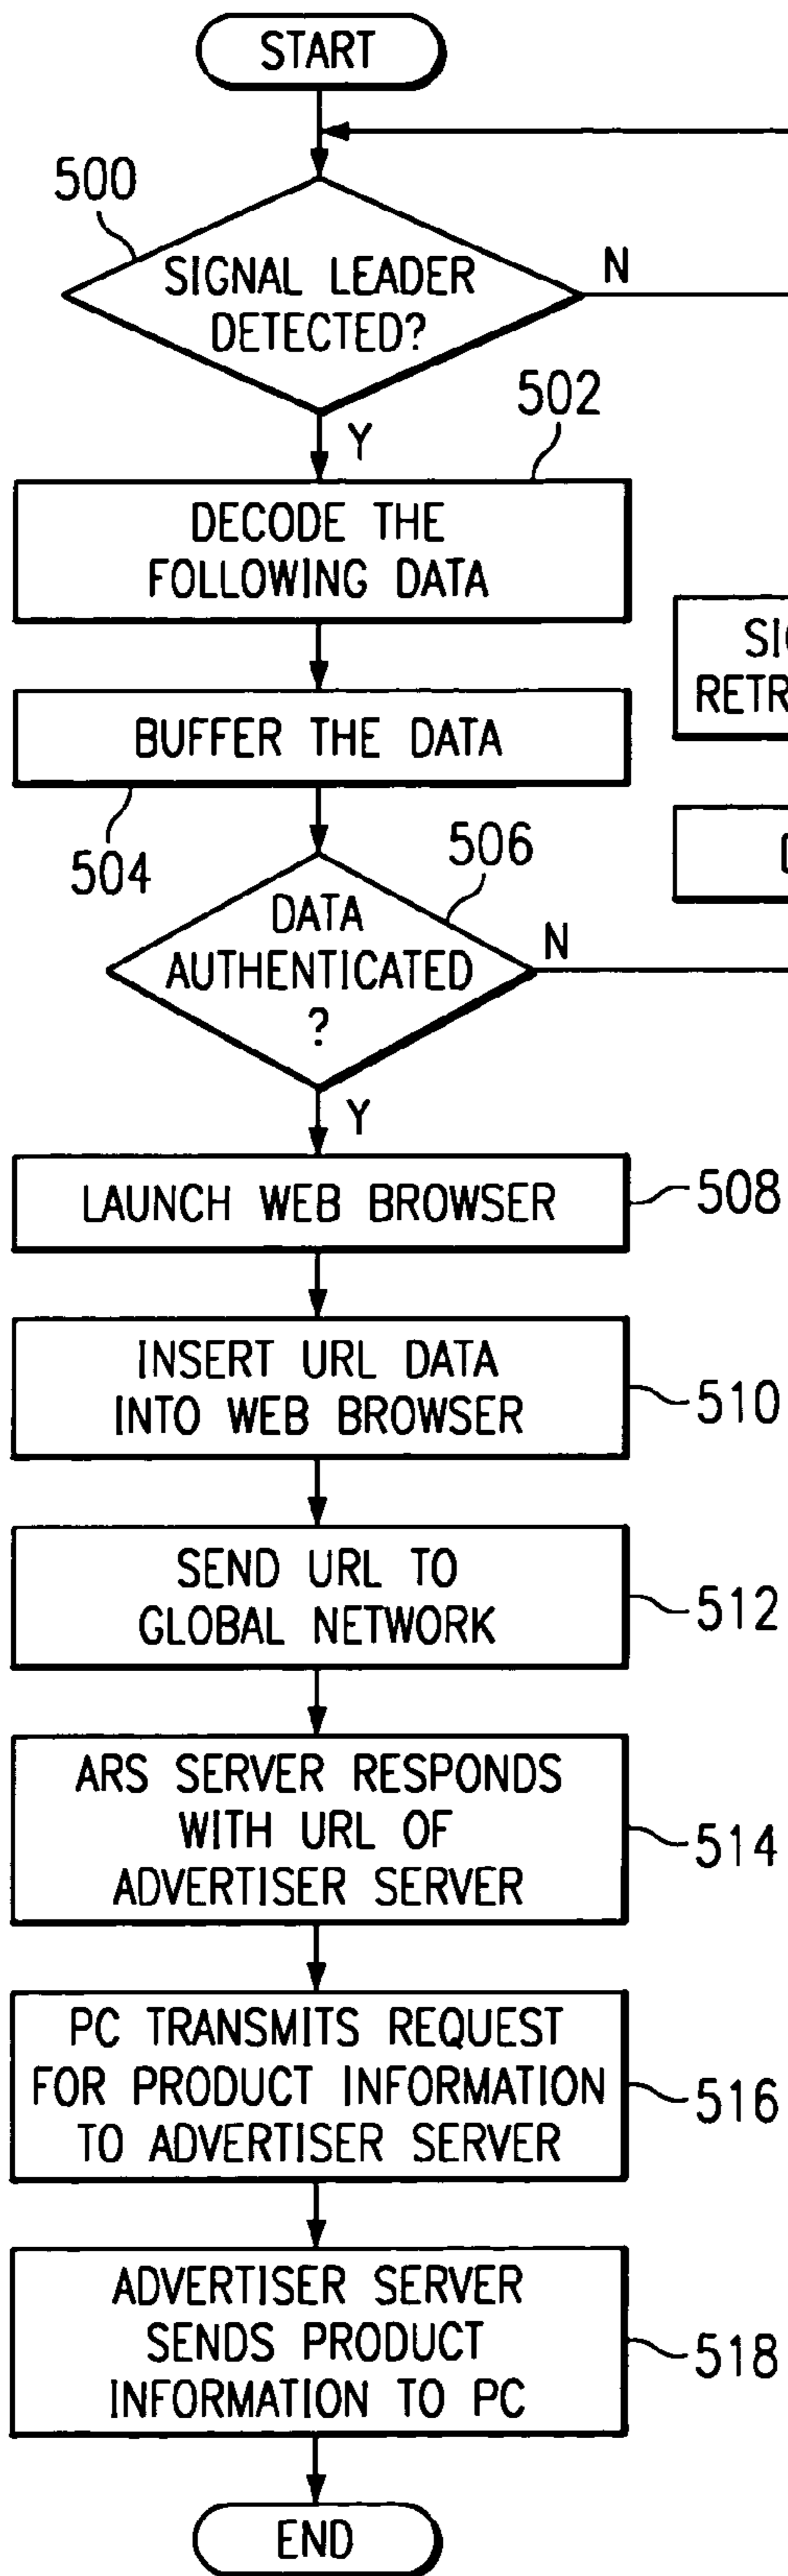 START
500
SIGNAL LEADER
DETECTED?
N
Y
502
DECODE THE
FOLLOWING DATA
BUFFER THE DATA
504
506
DATA
AUTHENTICATED
?
N
Y
LAUNCH WEB BROWSER
508
INSERT URL DATA
INTO WEB BROWSER
510
SEND URL TO
GLOBAL NETWORK
512
ARS SERVER RESPONDS
WITH URL OF
ADVERTISER SERVER
514
PC TRANSMITS REQUEST
FOR PRODUCT INFORMATION
TO ADVERTISER SERVER
516
ADVERTISER SERVER
SENDS PRODUCT
INFORMATION TO PC
518
END